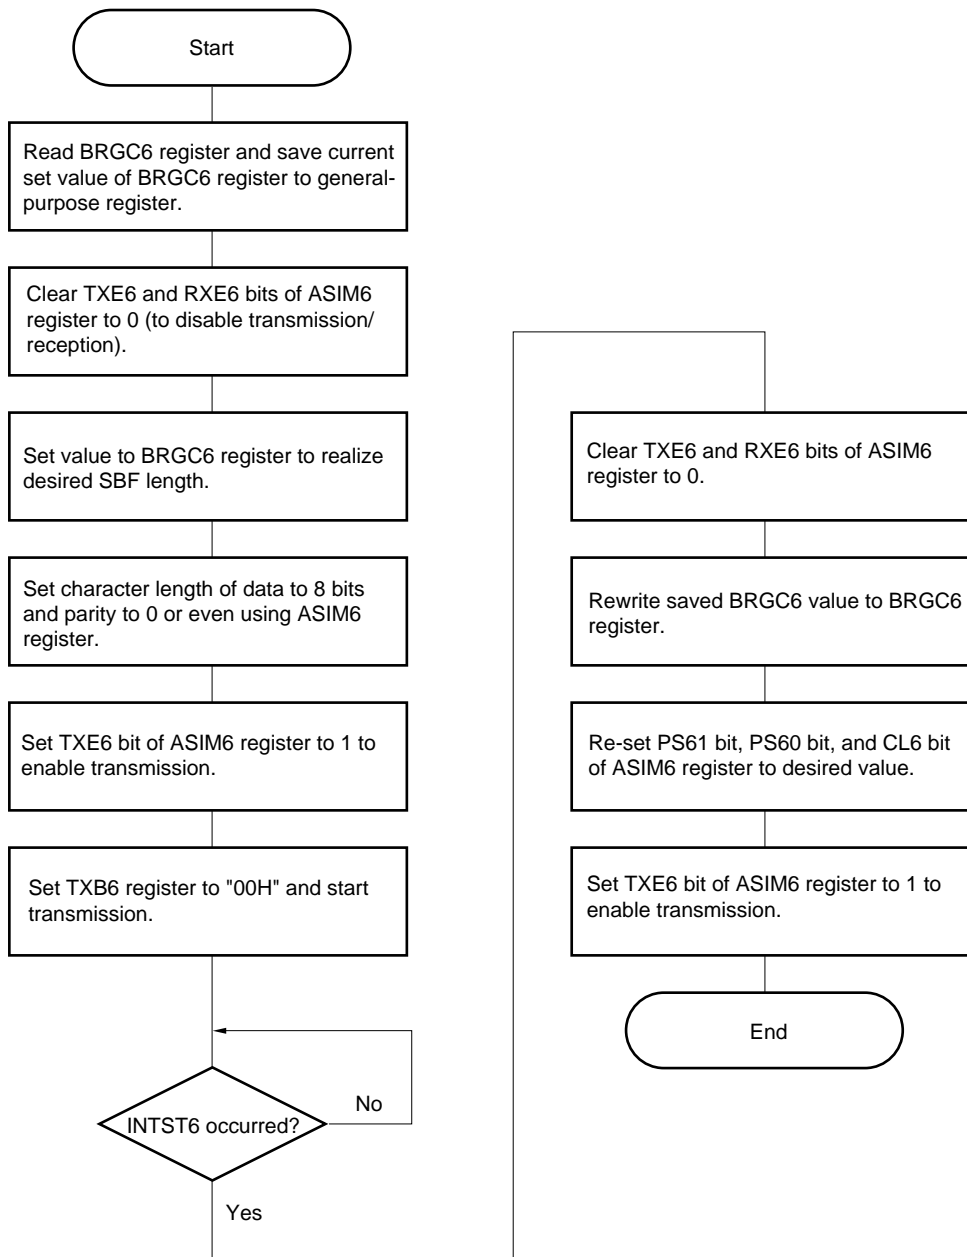 Start
Read BRGC6 register and save current
set value of BRGC6 register to general-
purpose register.
Clear TXE6 and RXE6 bits of ASIM6
register to 0 (to disable transmission/
reception).
Set value to BRGC6 register to realize
desired SBF length.
Set character length of data to 8 bits
and parity to 0 or even using ASIM6
register.
Set TXE6 bit of ASIM6 register to 1 to
enable transmission.
Set TXB6 register to "00H" and start
transmission.
INTST6 occurred?
No
Yes
Clear TXE6 and RXE6 bits of ASIM6
register to 0.
Rewrite saved BRGC6 value to BRGC6
register.
Re-set PS61 bit, PS60 bit, and CL6 bit
of ASIM6 register to desired value.
Set TXE6 bit of ASIM6 register to 1 to
enable transmission.
End